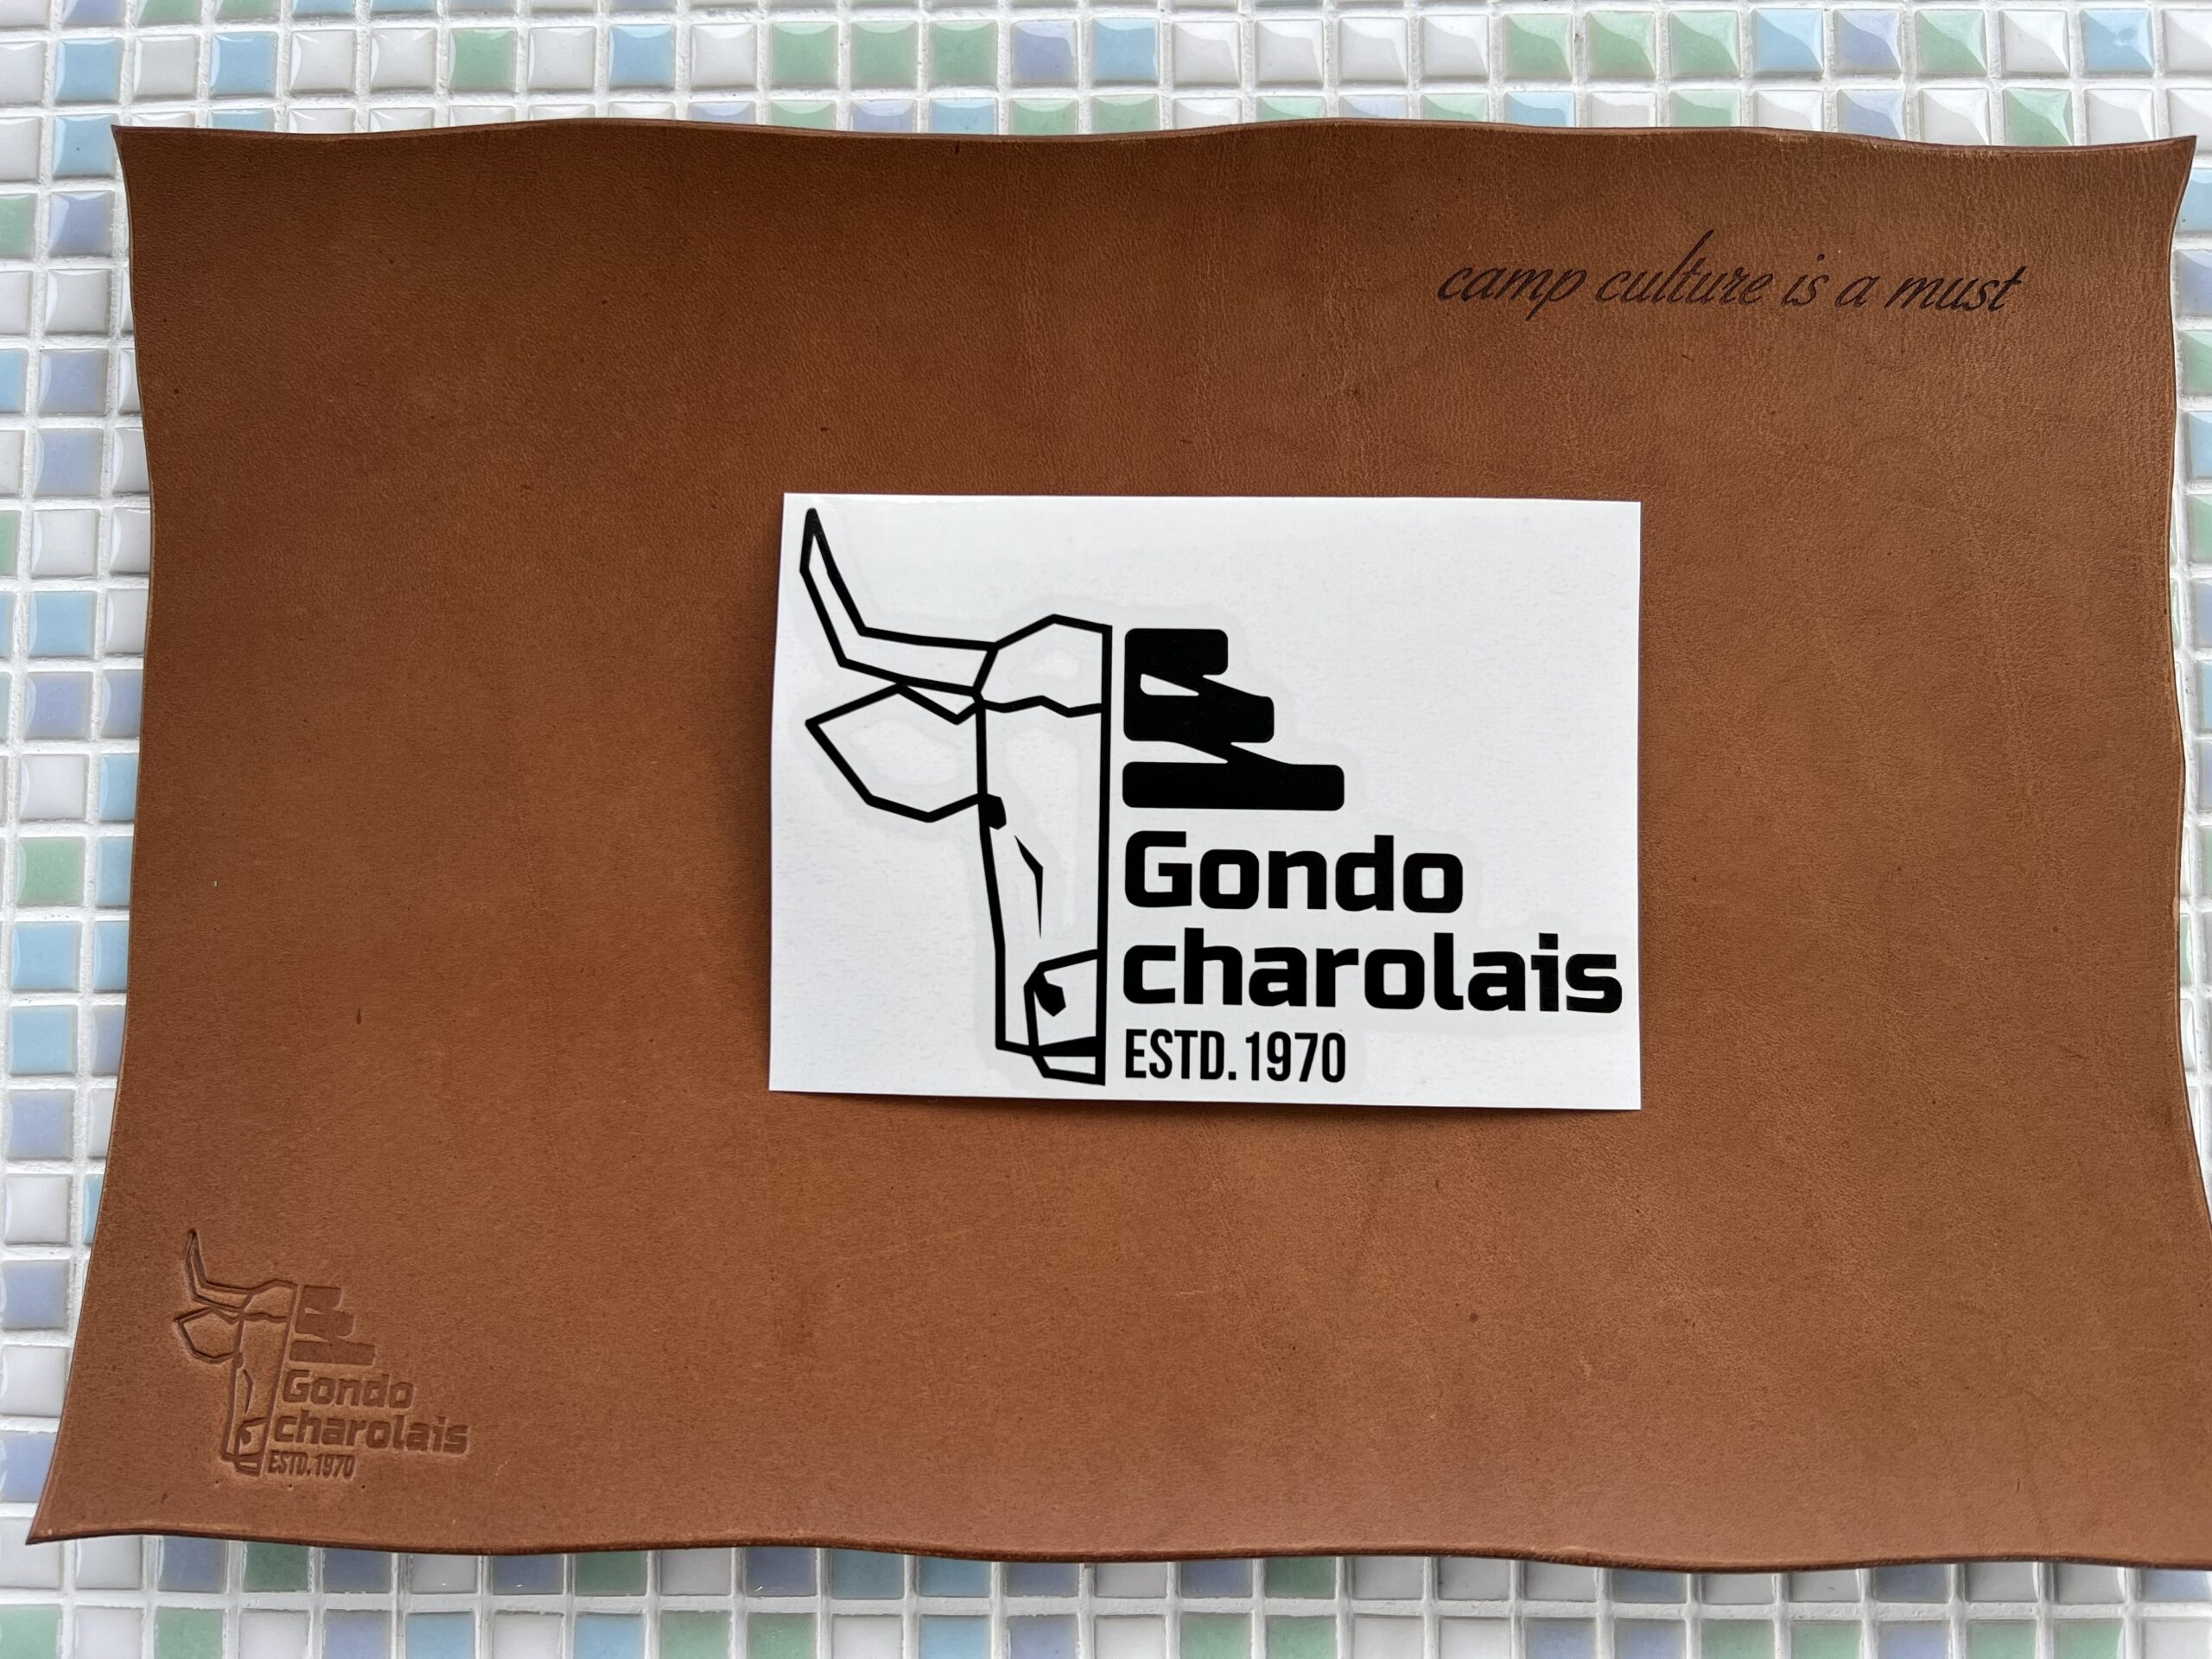 camp culture is a must
Gondo
charolais
ESTD.1970
Gondo
charolais
ESTD.1970